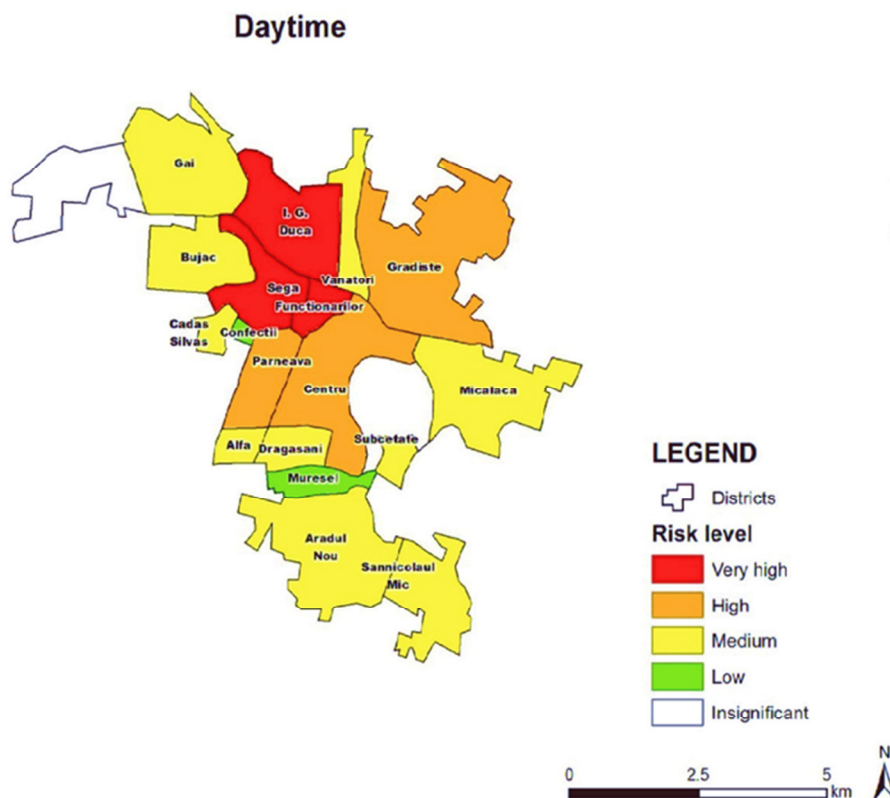 Daytime
Gai
I. G.
Duca
Bujac
Vanatori
Gradiste
Sega
Functionarilor
Cadas
Silvas
Confectii
Parneava
Centru
Micalaca
Alfa
Dragasani
Subcetate
Muresel
Aradul
Nou
Sannicolaul
Mic
LEGEND
Districts
Risk level
Very high
High
Medium
Low
Insignificant
N
0
2.5
5
km